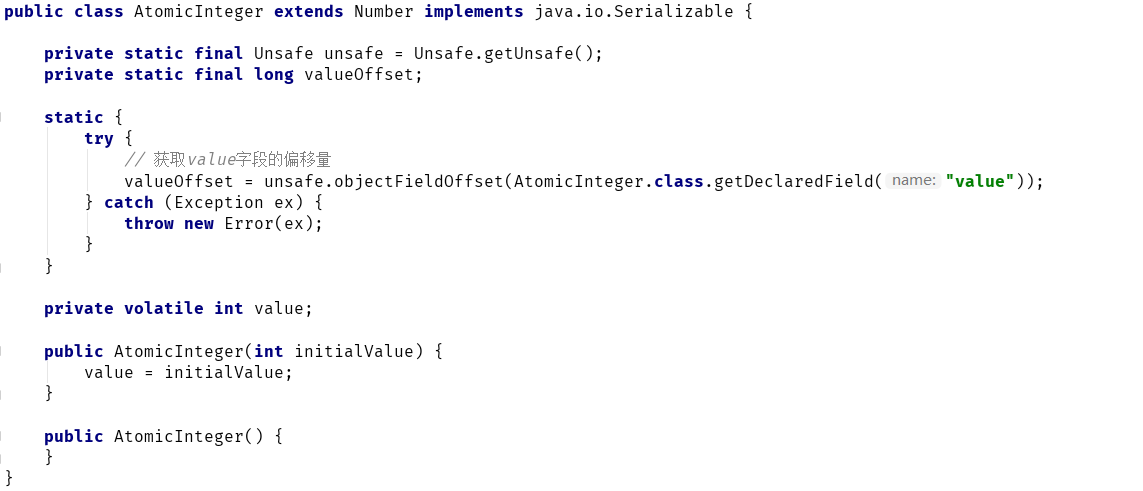 public class AtomicInteger extends Number implements java.io.Serializable {
private static final Unsafe unsafe = Unsafe.getUnsafe();
private static final long valueOffset;
static {
try {
// 获取value字段的偏移量
valueOffset = unsafe.objectFieldOffset(AtomicInteger.class.getDeclaredField( name: "value"));
} catch (Exception ex) {
throw new Error(ex);
}
}
private volatile int value;
public AtomicInteger(int initialValue) {
value = initialValue;
}
public AtomicInteger() {
}
}